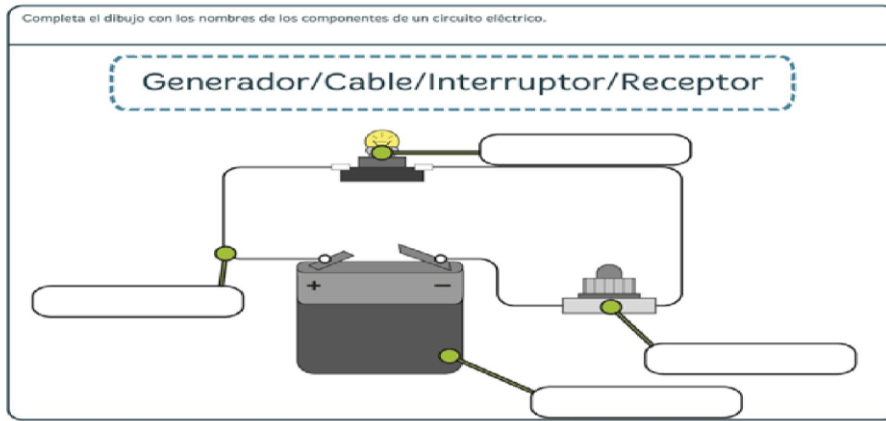 Completa el dibujo con los nombres de los componentes de un circuito eléctrico.
Generador/Cable/Interruptor/Receptor
+ −